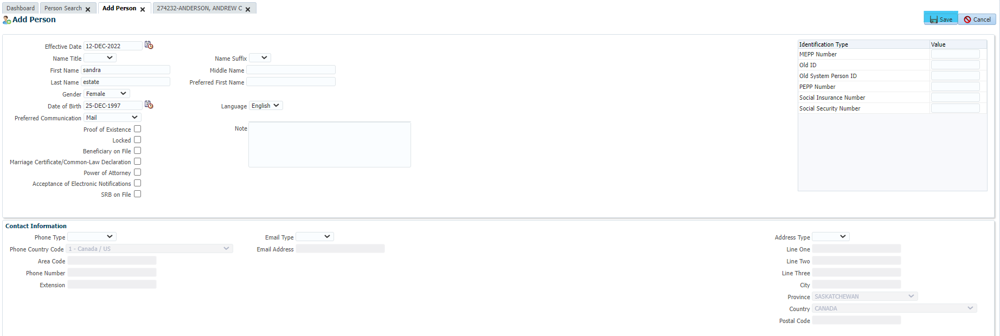 Dashboard Person Search Add Person 274232-ANDERSON, ANDREW C
Add Person
Save Cancel
Effective Date 12-DEC-2022
Name Title Name Suffix
First Name sandra Middle Name
Last Name estate Preferred First Name
Gender Female
Date of Birth 25-DEC-1997 Language English
Preferred Communication Mail
Proof of Existence Note
Locked
Beneficiary on File
Marriage Certificate/Common-Law Declaration
Power of Attorney
Acceptance of Electronic Notifications
SRB on File
Identification Type Value
MEPP Number
Old ID
Old System Person ID
PEPP Number
Social Insurance Number
Social Security Number
Contact Information
Phone Type
Phone Country Code 1 - Canada / US
Area Code
Phone Number
Extension
Email Type
Email Address
Address Type
Line One
Line Two
Line Three
City
Province SASKATCHEWAN
Country CANADA
Postal Code